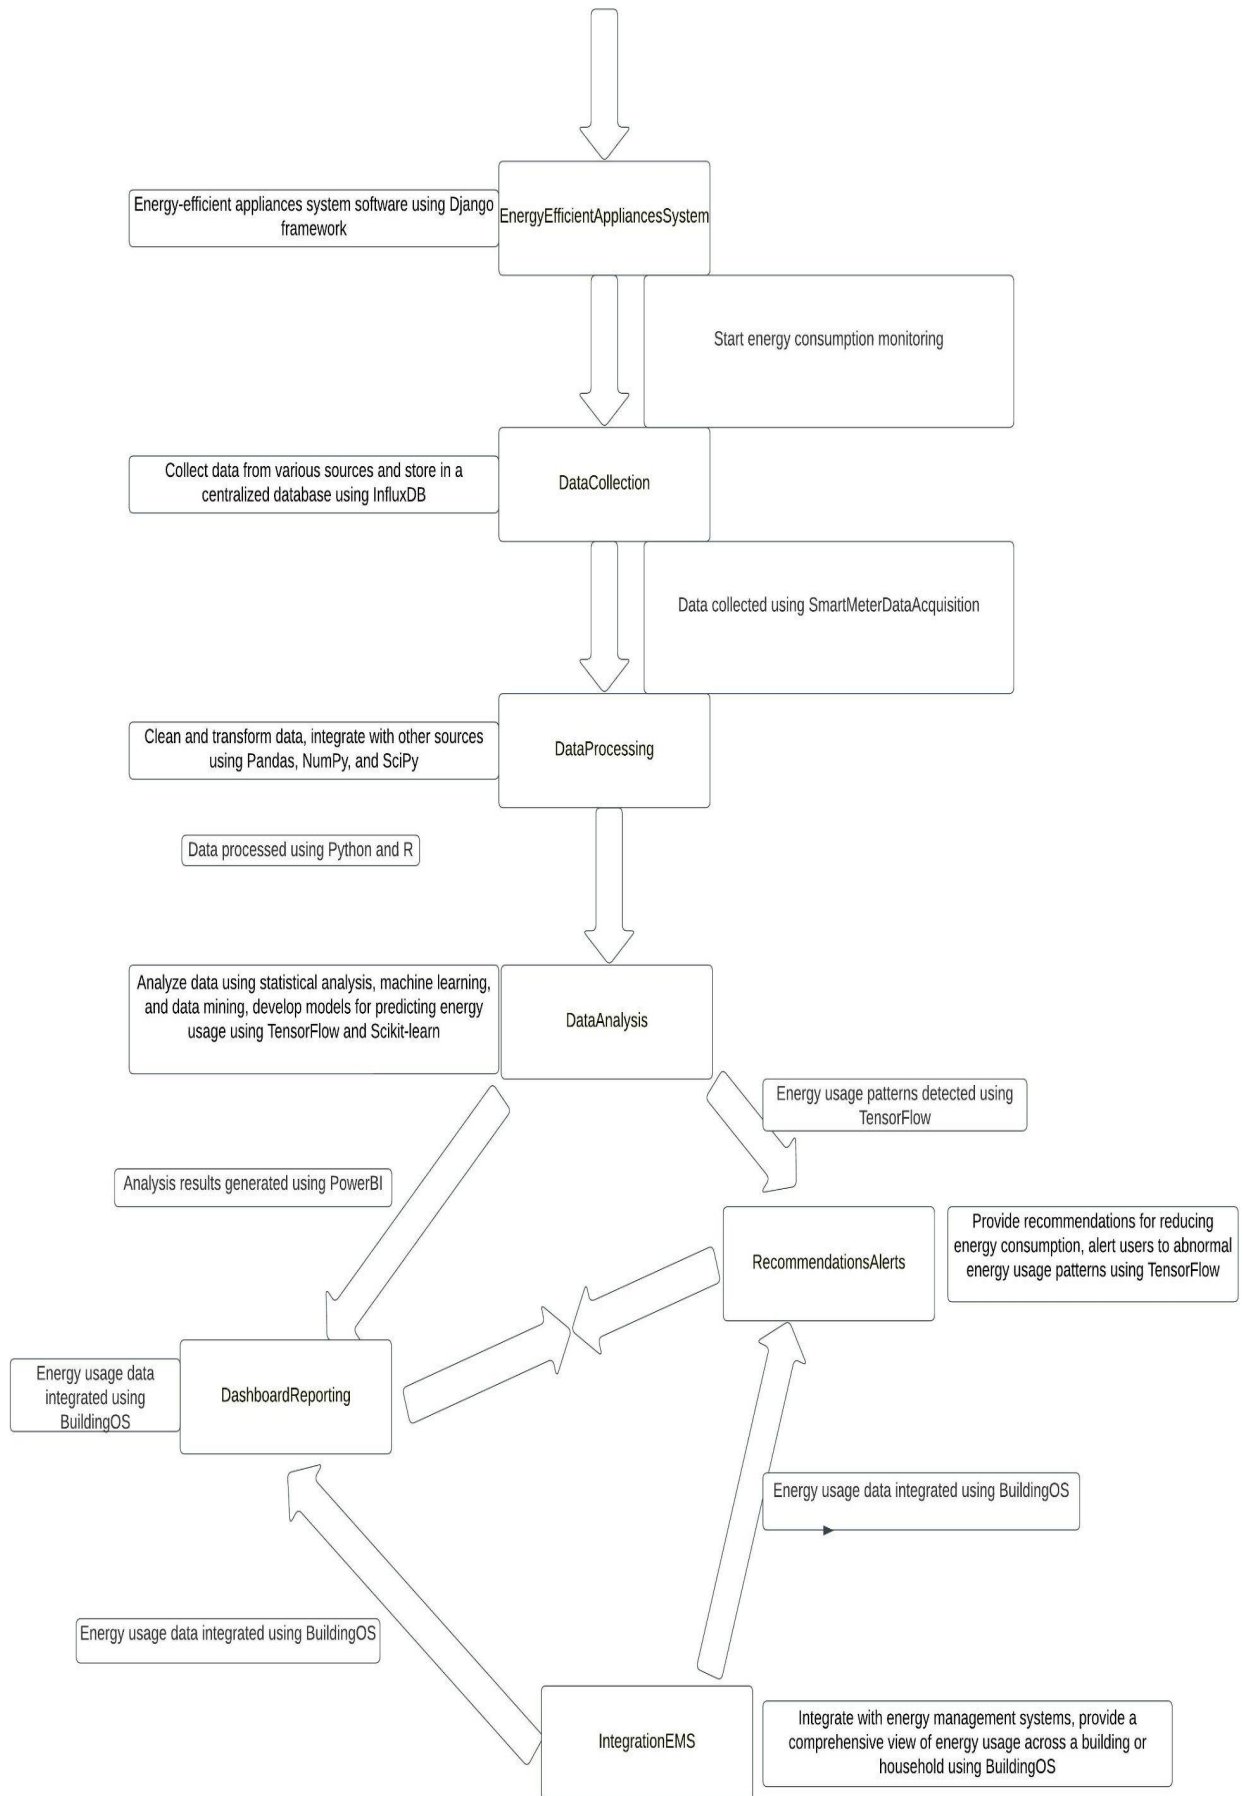 Energy-efficient appliances system software using Django
framework
EnergyEfficientAppliancesSystem
Start energy consumption monitoring
Collect data from various sources and store in a
centralized database using InfluxDB
DataCollection
Data collected using SmartMeterDataAcquisition
Clean and transform data, integrate with other sources
using Pandas, NumPy, and SciPy
DataProcessing
Data processed using Python and R
Analyze data using statistical analysis, machine learning,
and data mining, develop models for predicting energy
usage using TensorFlow and Scikit-learn
DataAnalysis
Energy usage patterns detected using
TensorFlow
Analysis results generated using PowerBI
RecommendationsAlerts
Provide recommendations for reducing
energy consumption, alert users to abnormal
energy usage patterns using TensorFlow
Energy usage data
integrated using
BuildingOS
DashboardReporting
Energy usage data integrated using BuildingOS
Energy usage data integrated using BuildingOS
IntegrationEMS
Integrate with energy management systems, provide a
comprehensive view of energy usage across a building or
household using BuildingOS